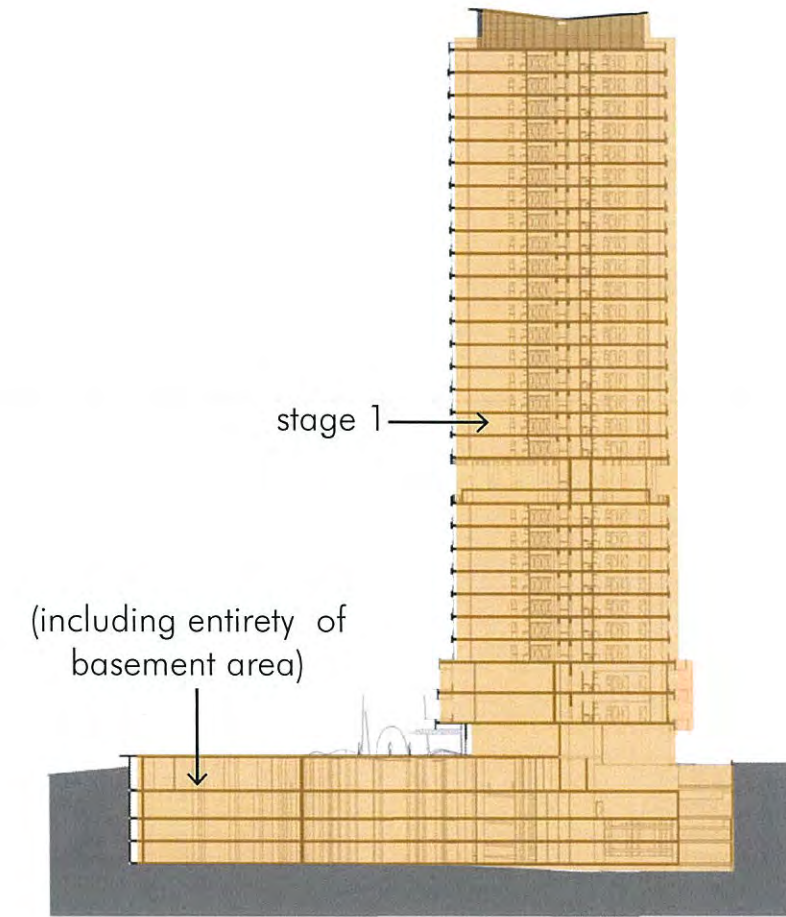 stage 1
(including entirety of
basement area)